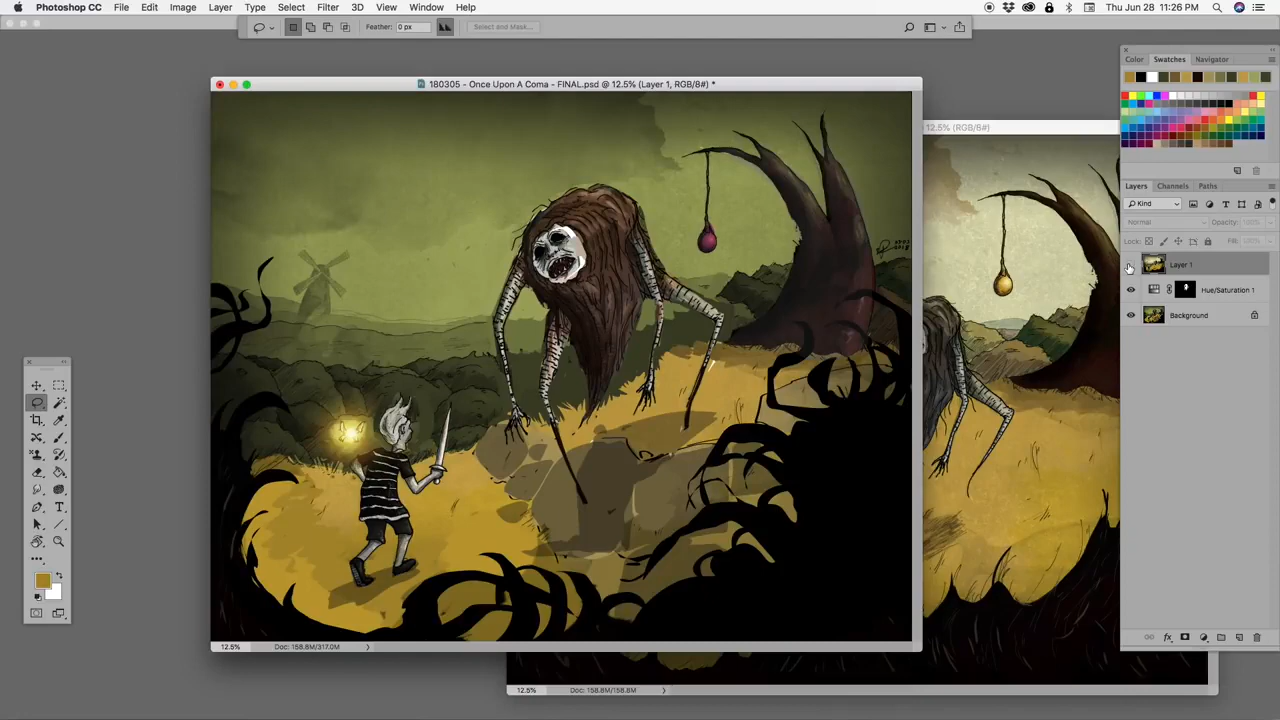 Photoshop CC File Edit Image Layer Type Select Filter 3D View Window Help Thu Jun 28 11:26 PM
Feather: 0 px Select and Mask...
Color Swatches Navigator
180305 - Once Upon A Coma - FINAL.psd @ 12.5% (Layer 1, RGB/8#) *
12.5% (RGB/8#)
Layers Channels Paths
Kind
Normal Opacity: 100%
Lock: Fill: 100%
Layer 1
Hue/Saturation 1
Background
12.5% Doc: 158.8M/317.0M
12.5% Doc: 158.8M/158.8M